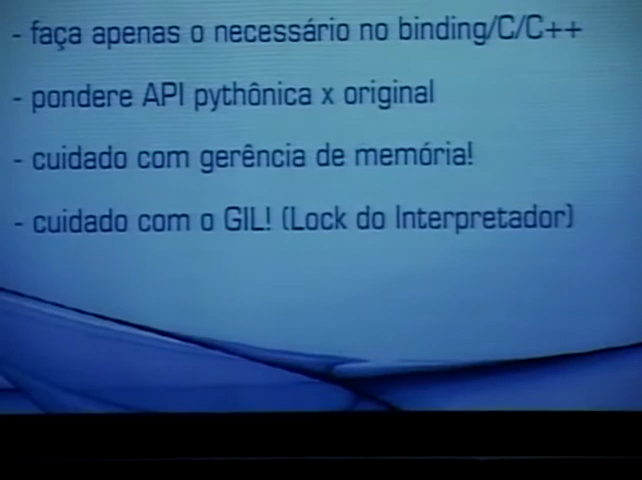 - faça apenas o necessário no binding/C/C++
- pondere API pythônica x original
- cuidado com gerência de memória!
- cuidado com o GIL! (Lock do Interpretador)